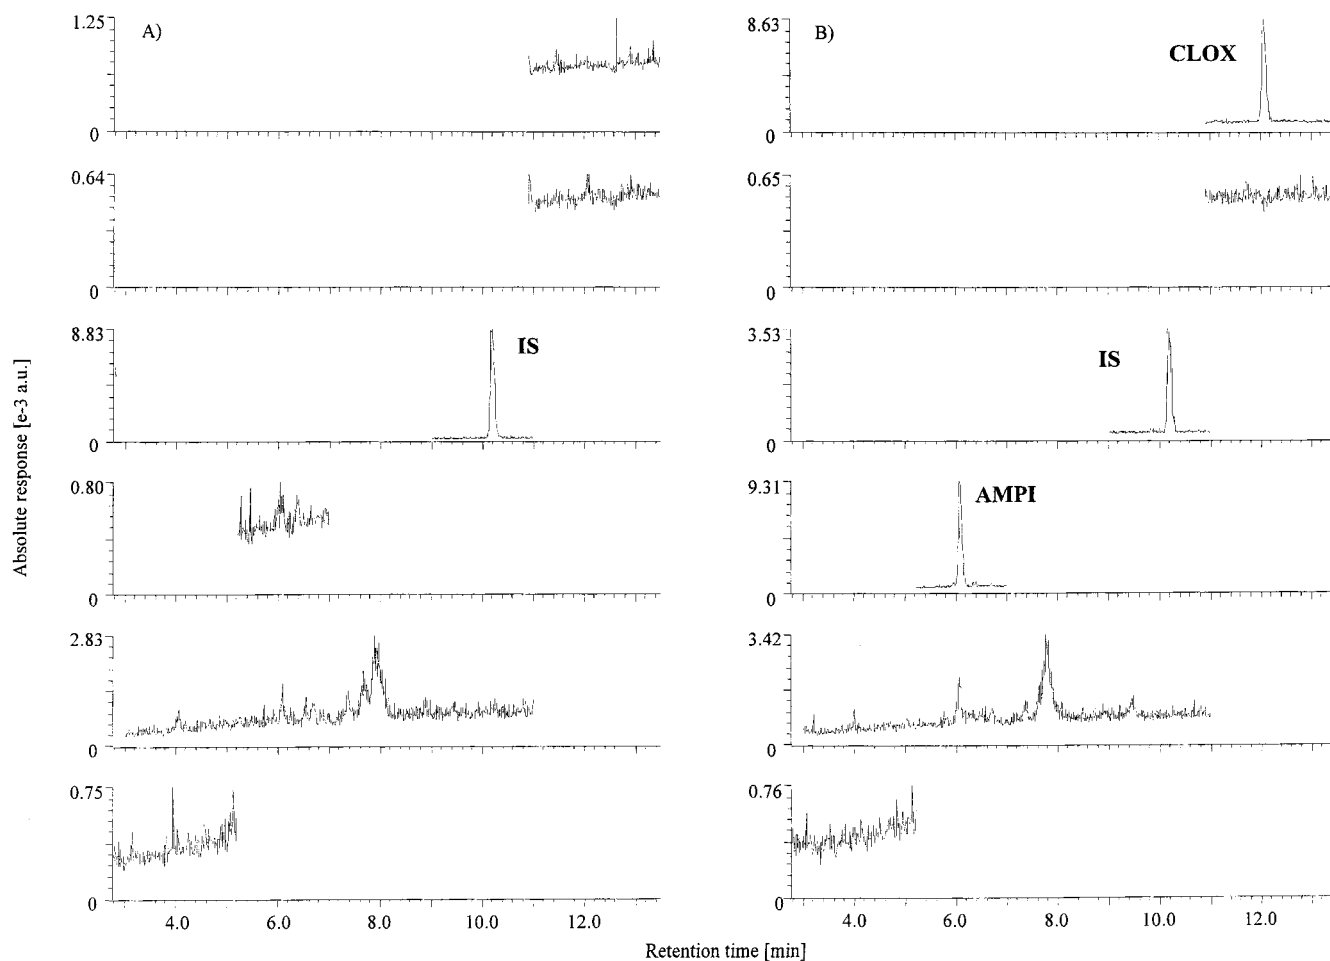 A)
1.25
0
0.64
0
8.83
IS
0
0.80
0
2.83
0
0.75
0
4.0 6.0 8.0 10.0 12.0
B)
8.63
CLOX
0
0.65
0
3.53
IS
0
9.31
AMPI
0
3.42
0
0.76
0
4.0 6.0 8.0 10.0 12.0
Absolute response [e-3 a.u.]
Retention time [min]